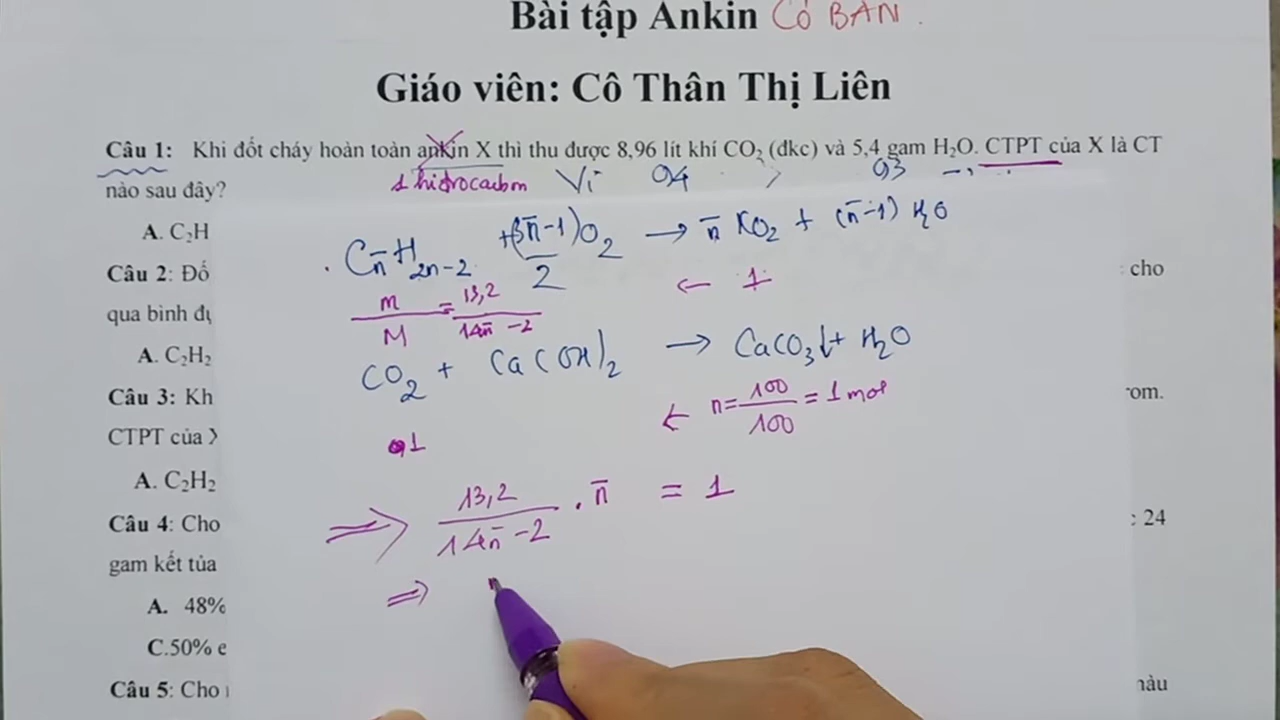 Bài tập Ankin CƠ BẢN.
Giáo viên: Cô Thân Thị Liên
Câu 1: Khi đốt cháy hoàn toàn ankin X thì thu được 8,96 lít khí CO₂ (đkc) và 5,4 gam H₂O. CTPT của X là CT
nào sau đây?
1 hiđrocacbon Vì 0,4 > 0,3
A. C₂H
Câu 2: Đố
cho
C_n̄H_{2n-2} + (3n̄-1)/2 O₂ → n̄ CO₂ + (n̄-1) H₂O
qua bình đự
m/M = 13,2/(14n̄-2) ← 1
A. C₂H₂
CO₂ + Ca(OH)₂ → CaCO₃↓ + H₂O
Câu 3: Kh
rom.
← n = 100/100 = 1 mol
CTPT của X
1
A. C₂H₂
⇒ 13,2/(14n̄-2) . n̄ = 1
Câu 4: Cho
24
gam kết tủa
⇒
A. 48%
C.50%
Câu 5: Cho